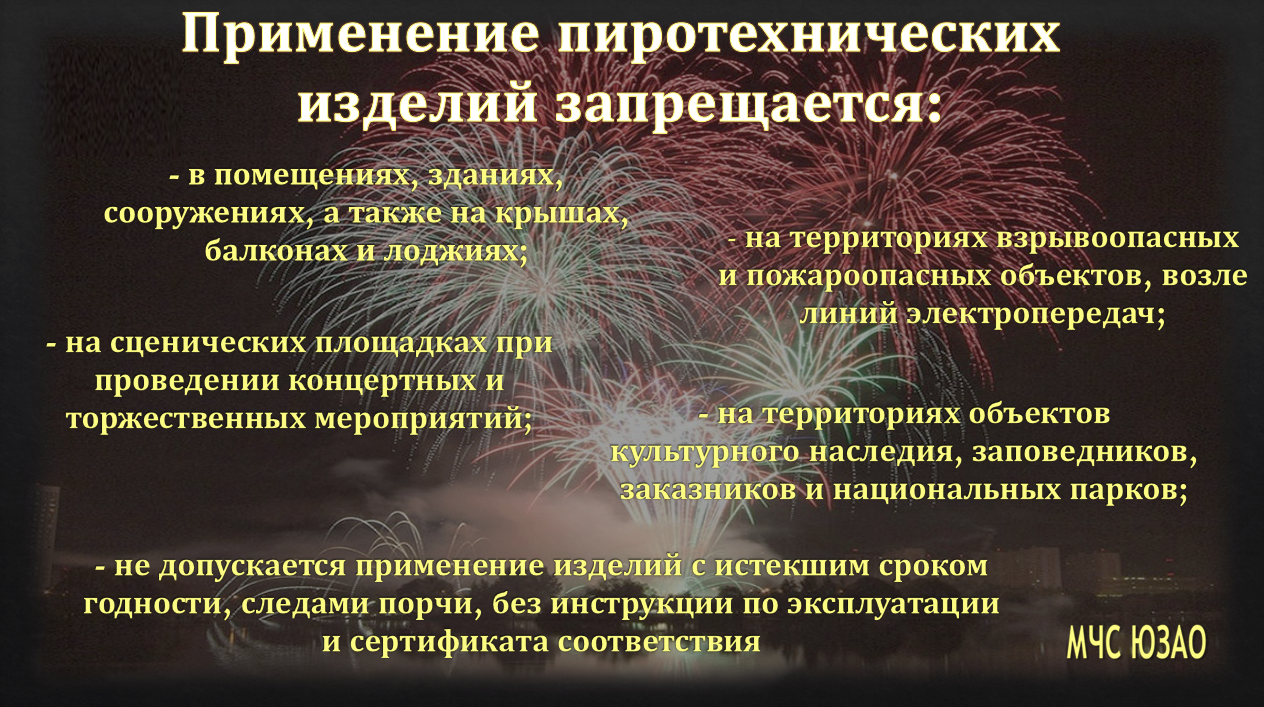 Применение пиротехнических
изделий запрещается:
- в помещениях, зданиях,
сооружениях, а также на крышах,
балконах и лоджиях;
- на территориях взрывоопасных
и пожароопасных объектов, возле
линий электропередач;
- на сценических площадках при
проведении концертных и
торжественных мероприятий;
- на территориях объектов
культурного наследия, заповедников,
заказников и национальных парков;
- не допускается применение изделий с истекшим сроком
годности, следами порчи, без инструкции по эксплуатации
и сертификата соответствия
МЧС ЮЗАО